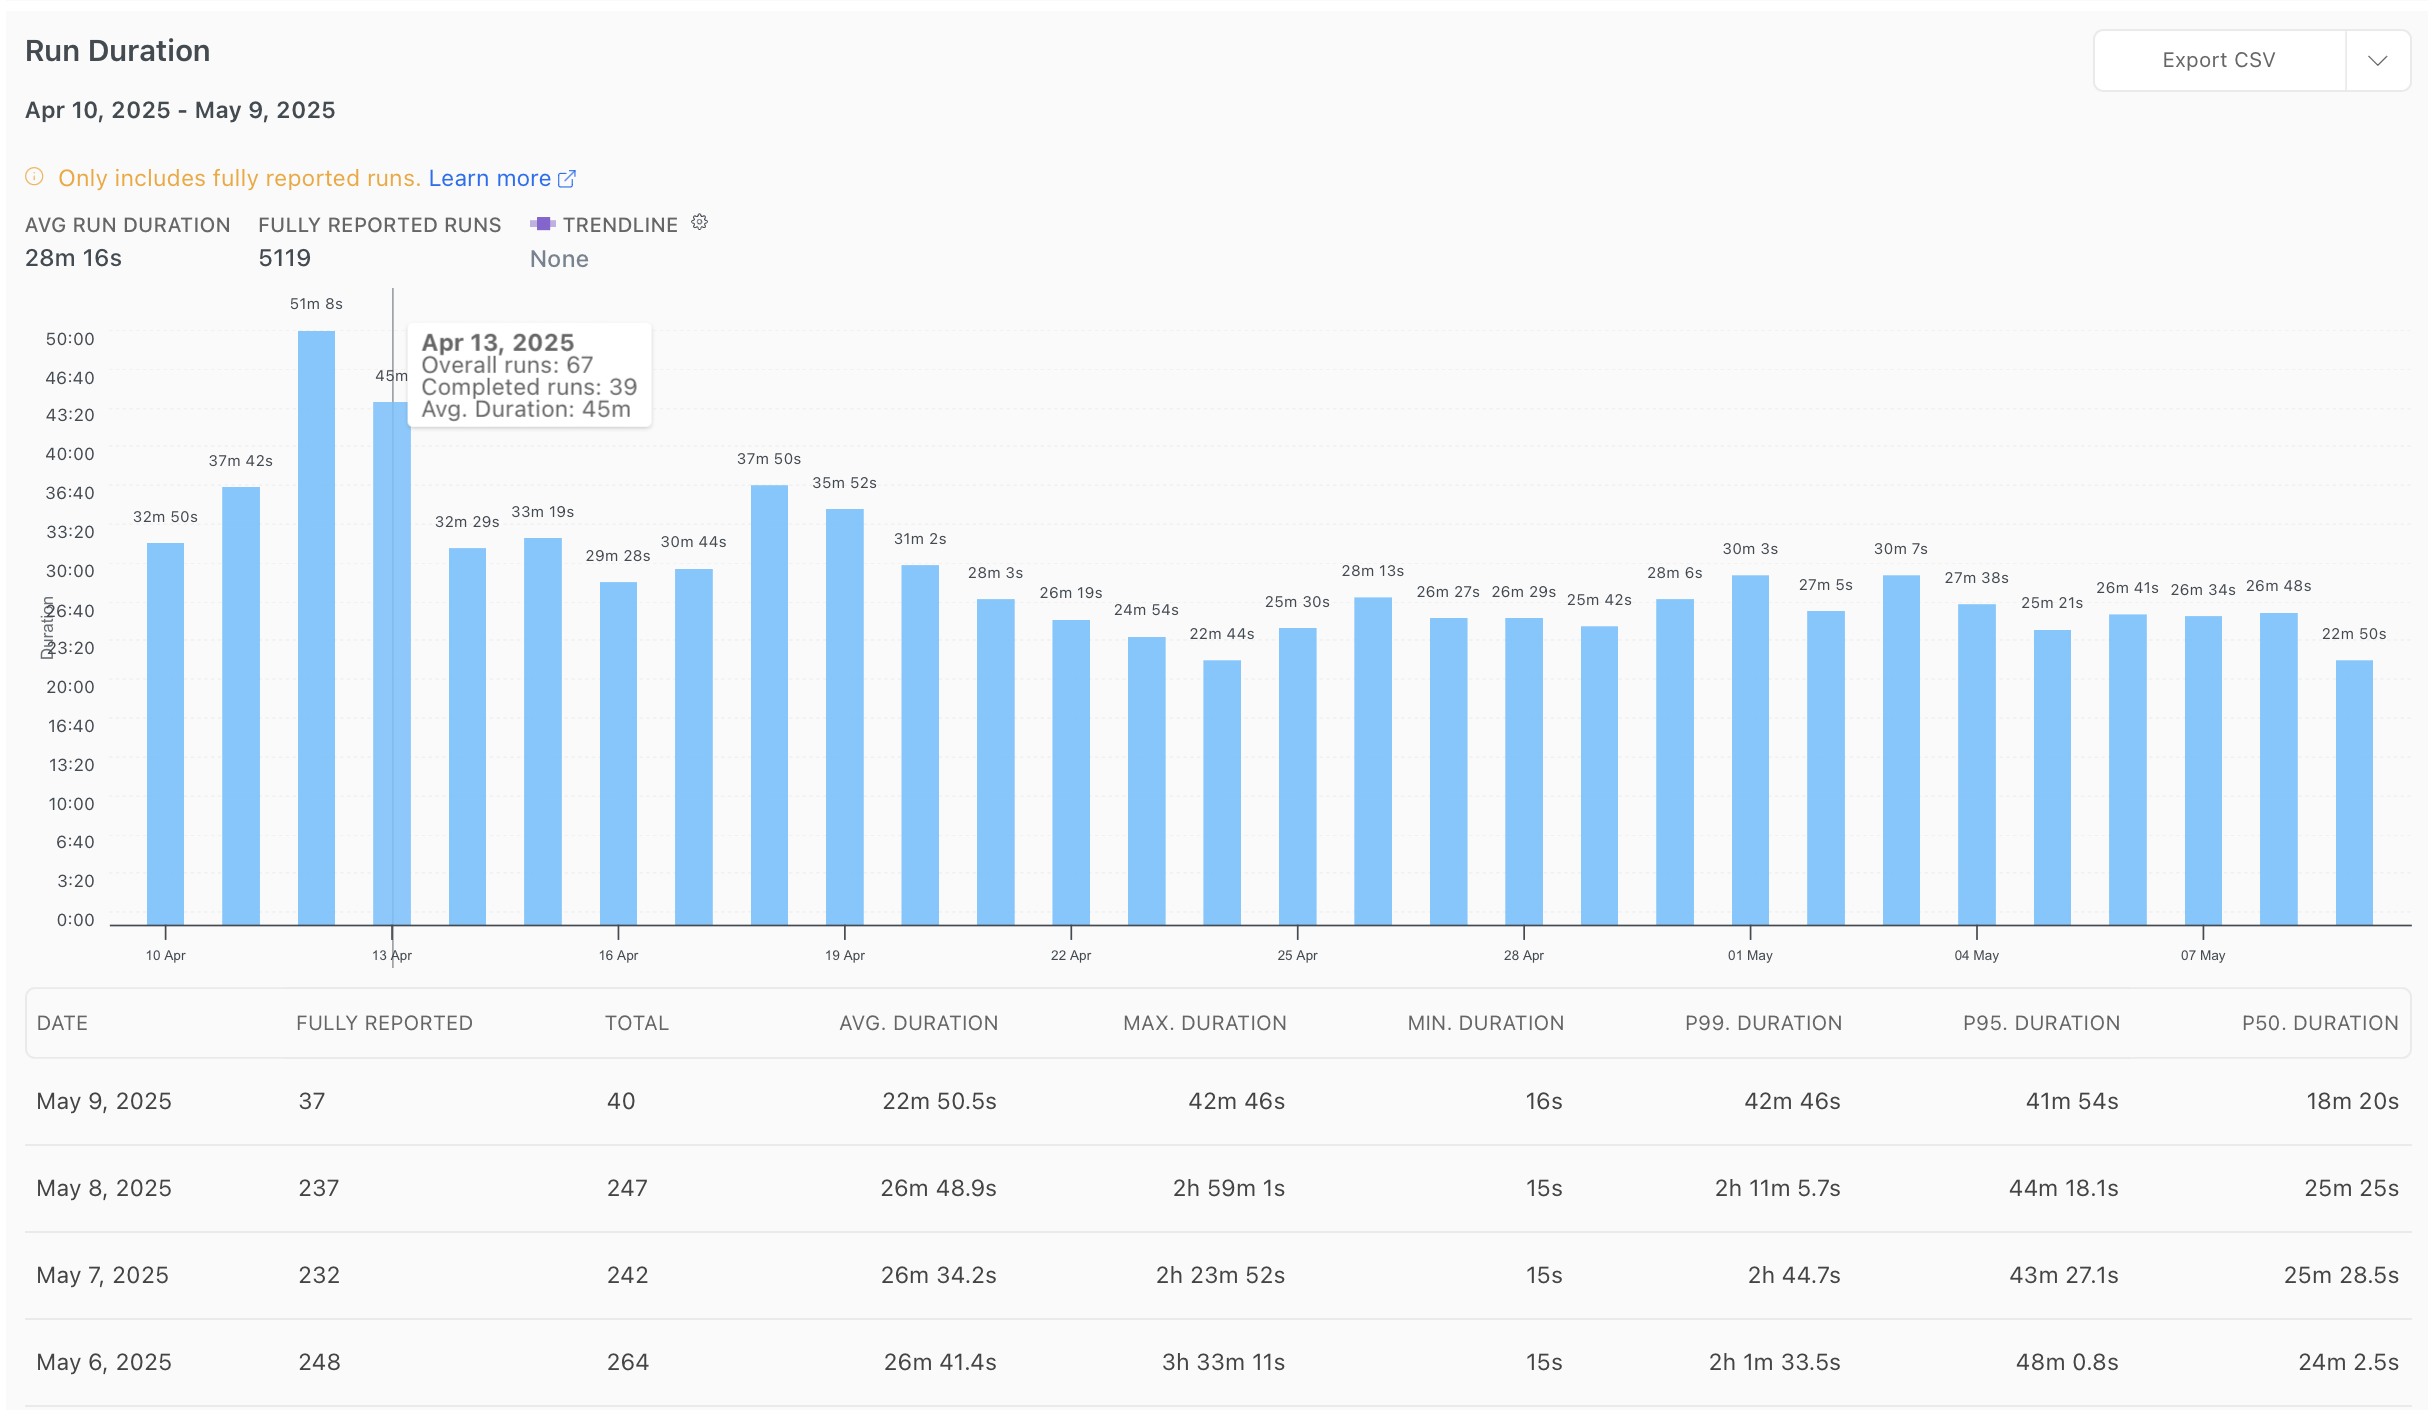 Run Duration
Export CSV
Apr 10, 2025 - May 9, 2025
Only includes fully reported runs. Learn more
AVG RUN DURATION FULLY REPORTED RUNS TRENDLINE
28m 16s 5119 None
Duration
50:00
46:40
43:20
40:00
36:40
33:20
30:00
26:40
23:20
20:00
16:40
13:20
10:00
6:40
3:20
0:00
32m 50s
37m 42s
51m 8s
45m
32m 29s
33m 19s
29m 28s
30m 44s
37m 50s
35m 52s
31m 2s
28m 3s
26m 19s
24m 54s
22m 44s
25m 30s
28m 13s
26m 27s
26m 29s
25m 42s
28m 6s
30m 3s
27m 5s
30m 7s
27m 38s
25m 21s
26m 41s
26m 34s
26m 48s
22m 50s
Apr 13, 2025
Overall runs: 67
Completed runs: 39
Avg. Duration: 45m
10 Apr 13 Apr 16 Apr 19 Apr 22 Apr 25 Apr 28 Apr 01 May 04 May 07 May
DATE FULLY REPORTED TOTAL AVG. DURATION MAX. DURATION MIN. DURATION P99. DURATION P95. DURATION P50. DURATION
May 9, 2025 37 40 22m 50.5s 42m 46s 16s 42m 46s 41m 54s 18m 20s
May 8, 2025 237 247 26m 48.9s 2h 59m 1s 15s 2h 11m 5.7s 44m 18.1s 25m 25s
May 7, 2025 232 242 26m 34.2s 2h 23m 52s 15s 2h 44.7s 43m 27.1s 25m 28.5s
May 6, 2025 248 264 26m 41.4s 3h 33m 11s 15s 2h 1m 33.5s 48m 0.8s 24m 2.5s